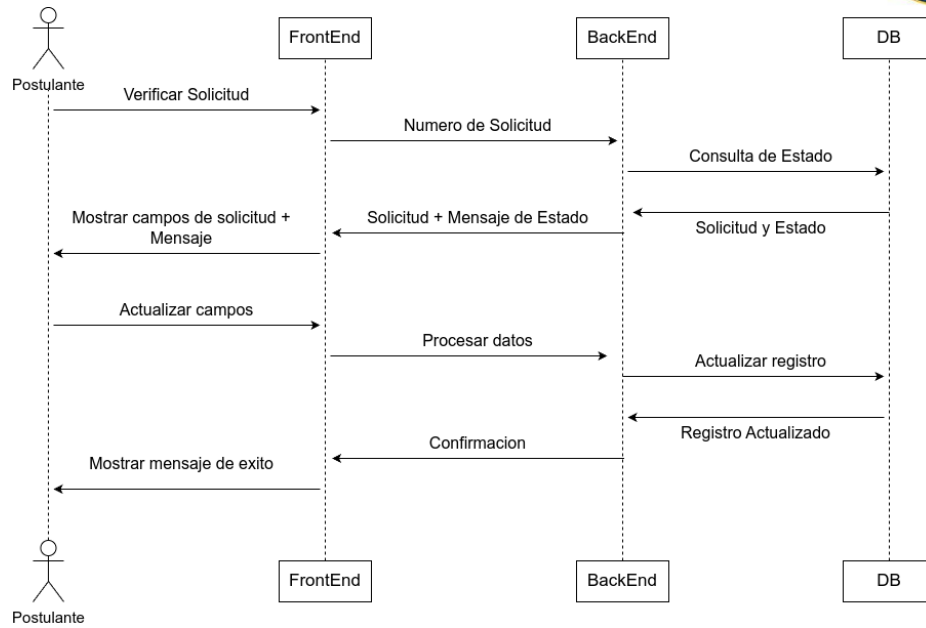 FrontEnd
BackEnd
DB
Postulante
Verificar Solicitud
Numero de Solicitud
Consulta de Estado
Mostrar campos de solicitud +
Mensaje
Solicitud + Mensaje de Estado
Solicitud y Estado
Actualizar campos
Procesar datos
Actualizar registro
Registro Actualizado
Confirmacion
Mostrar mensaje de exito
FrontEnd
BackEnd
DB
Postulante